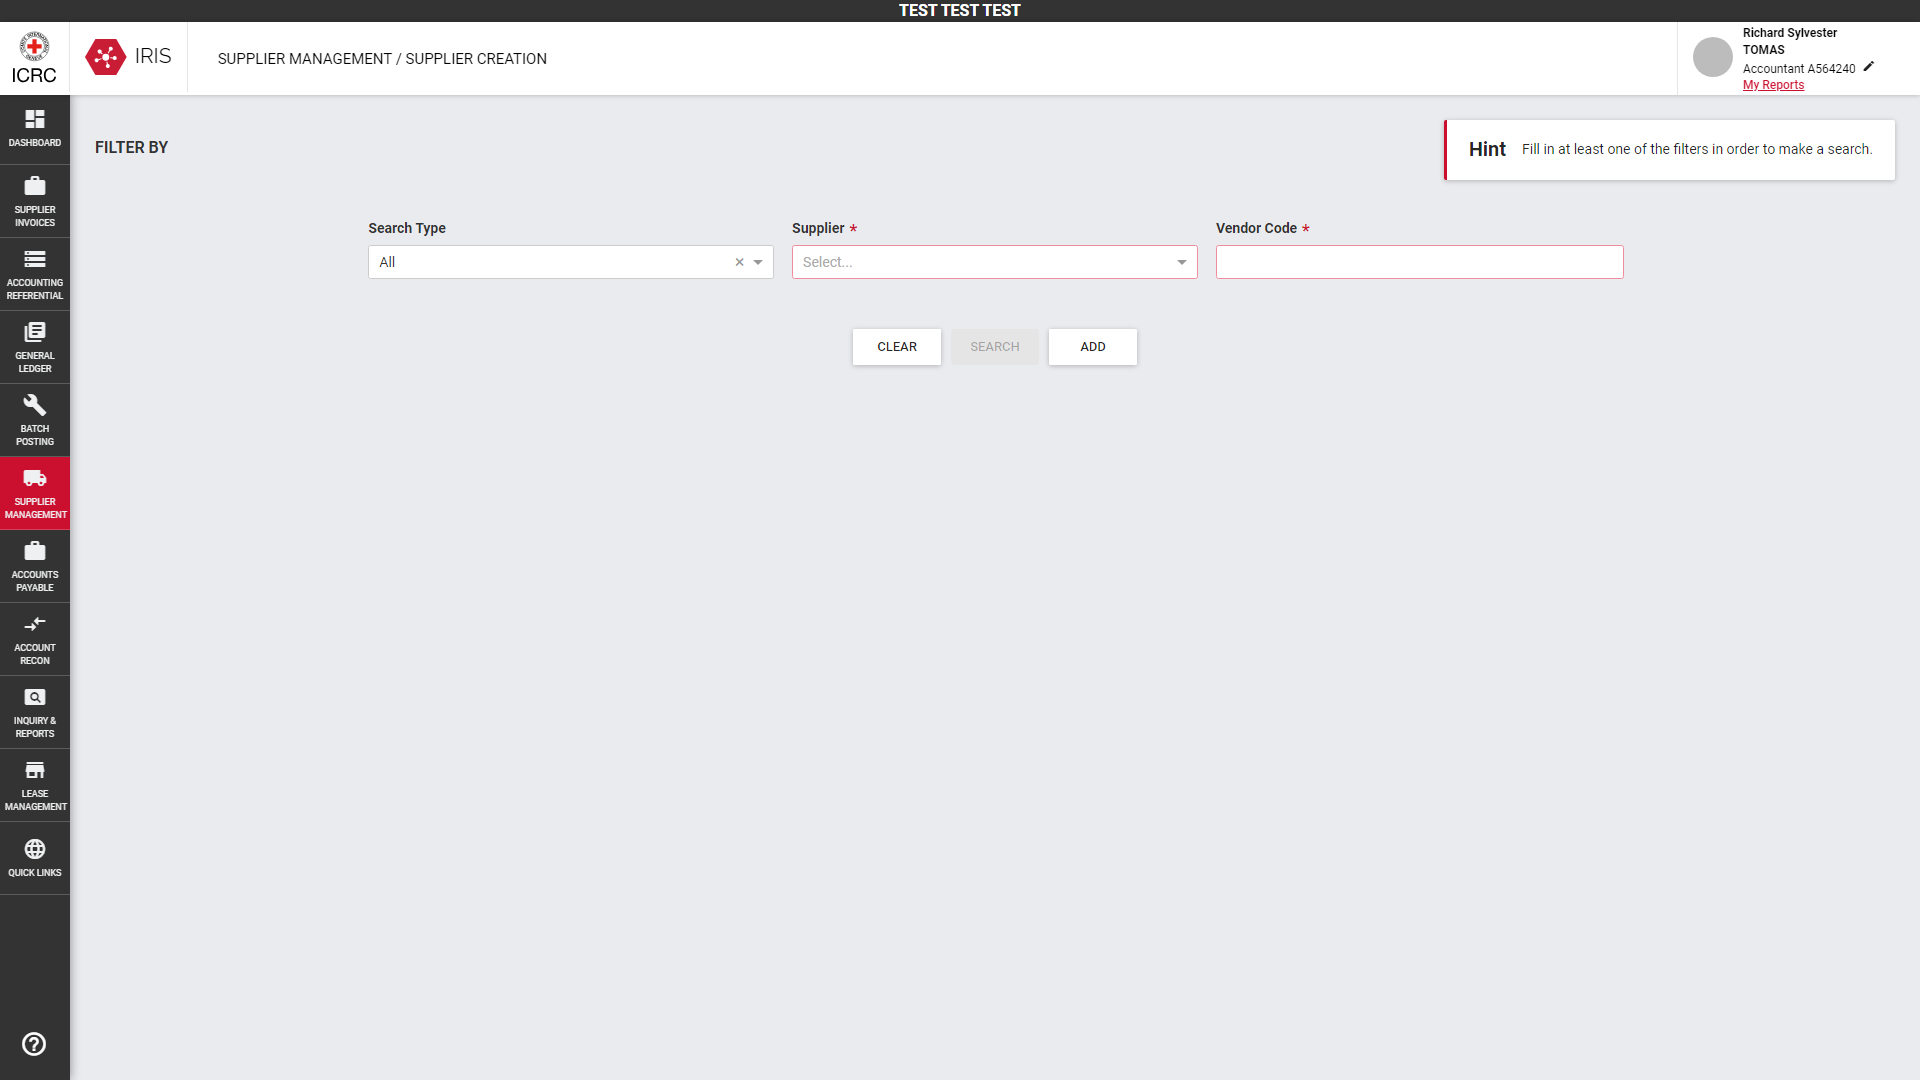 TEST TEST TEST
ICRC
IRIS
SUPPLIER MANAGEMENT / SUPPLIER CREATION
Richard Sylvester
TOMAS
Accountant A564240
My Reports
DASHBOARD
SUPPLIER
INVOICES
ACCOUNTING
REFERENTIAL
GENERAL
LEDGER
BATCH
POSTING
SUPPLIER
MANAGEMENT
ACCOUNTS
PAYABLE
ACCOUNT
RECON
INQUIRY &
REPORTS
LEASE
MANAGEMENT
QUICK LINKS
FILTER BY
Hint Fill in at least one of the filters in order to make a search.
Search Type
All
Supplier *
Select...
Vendor Code *
CLEAR
SEARCH
ADD